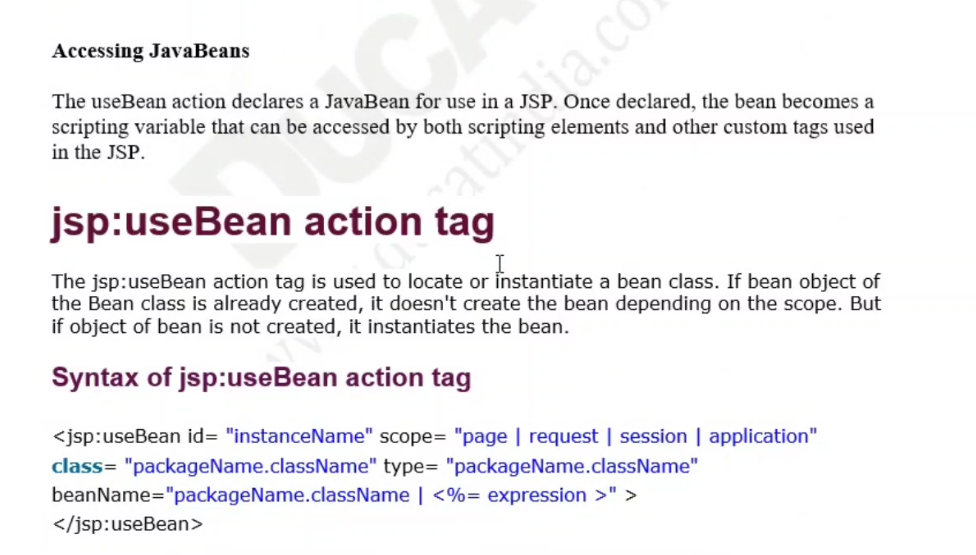 Accessing JavaBeans
The useBean action declares a JavaBean for use in a JSP. Once declared, the bean becomes a
scripting variable that can be accessed by both scripting elements and other custom tags used
in the JSP.
jsp:useBean action tag
The jsp:useBean action tag is used to locate or instantiate a bean class. If bean object of
the Bean class is already created, it doesn't create the bean depending on the scope. But
if object of bean is not created, it instantiates the bean.
Syntax of jsp:useBean action tag
<jsp:useBean id= "instanceName" scope= "page | request | session | application"
class= "packageName.className" type= "packageName.className"
beanName="packageName.className | <%= expression >" >
</jsp:useBean>